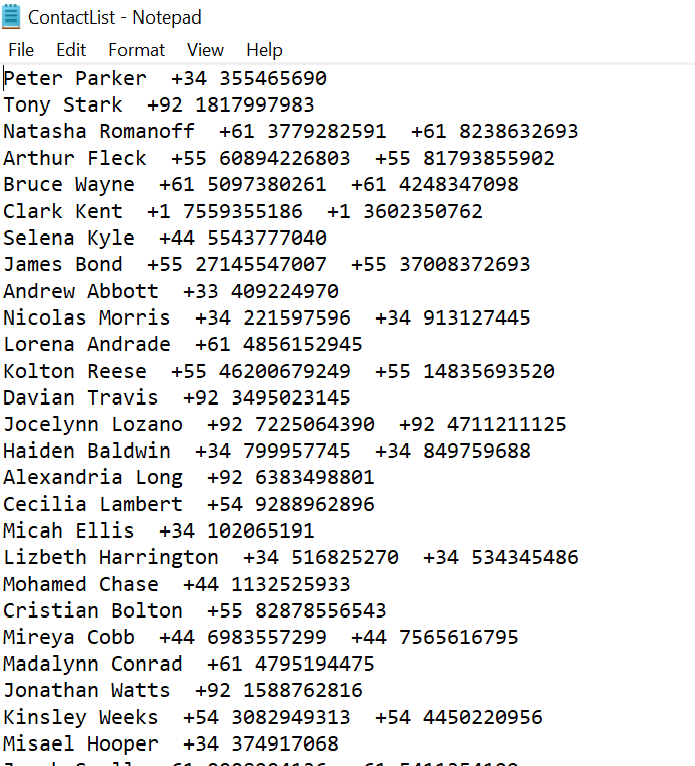 ContactList - Notepad
File Edit Format View Help
Peter Parker  +34 355465690
Tony Stark  +92 1817997983
Natasha Romanoff  +61 3779282591  +61 8238632693
Arthur Fleck  +55 60894226803  +55 81793855902
Bruce Wayne  +61 5097380261  +61 4248347098
Clark Kent  +1 7559355186  +1 3602350762
Selena Kyle  +44 5543777040
James Bond  +55 27145547007  +55 37008372693
Andrew Abbott  +33 409224970
Nicolas Morris  +34 221597596  +34 913127445
Lorena Andrade  +61 4856152945
Kolton Reese  +55 46200679249  +55 14835693520
Davian Travis  +92 3495023145
Jocelynn Lozano  +92 7225064390  +92 4711211125
Haiden Baldwin  +34 799957745  +34 849759688
Alexandria Long  +92 6383498801
Cecilia Lambert  +54 9288962896
Micah Ellis  +34 102065191
Lizbeth Harrington  +34 516825270  +34 534345486
Mohamed Chase  +44 1132525933
Cristian Bolton  +55 82878556543
Mireya Cobb  +44 6983557299  +44 7565616795
Madalynn Conrad  +61 4795194475
Jonathan Watts  +92 1588762816
Kinsley Weeks  +54 3082949313  +54 4450220956
Misael Hooper  +34 374917068